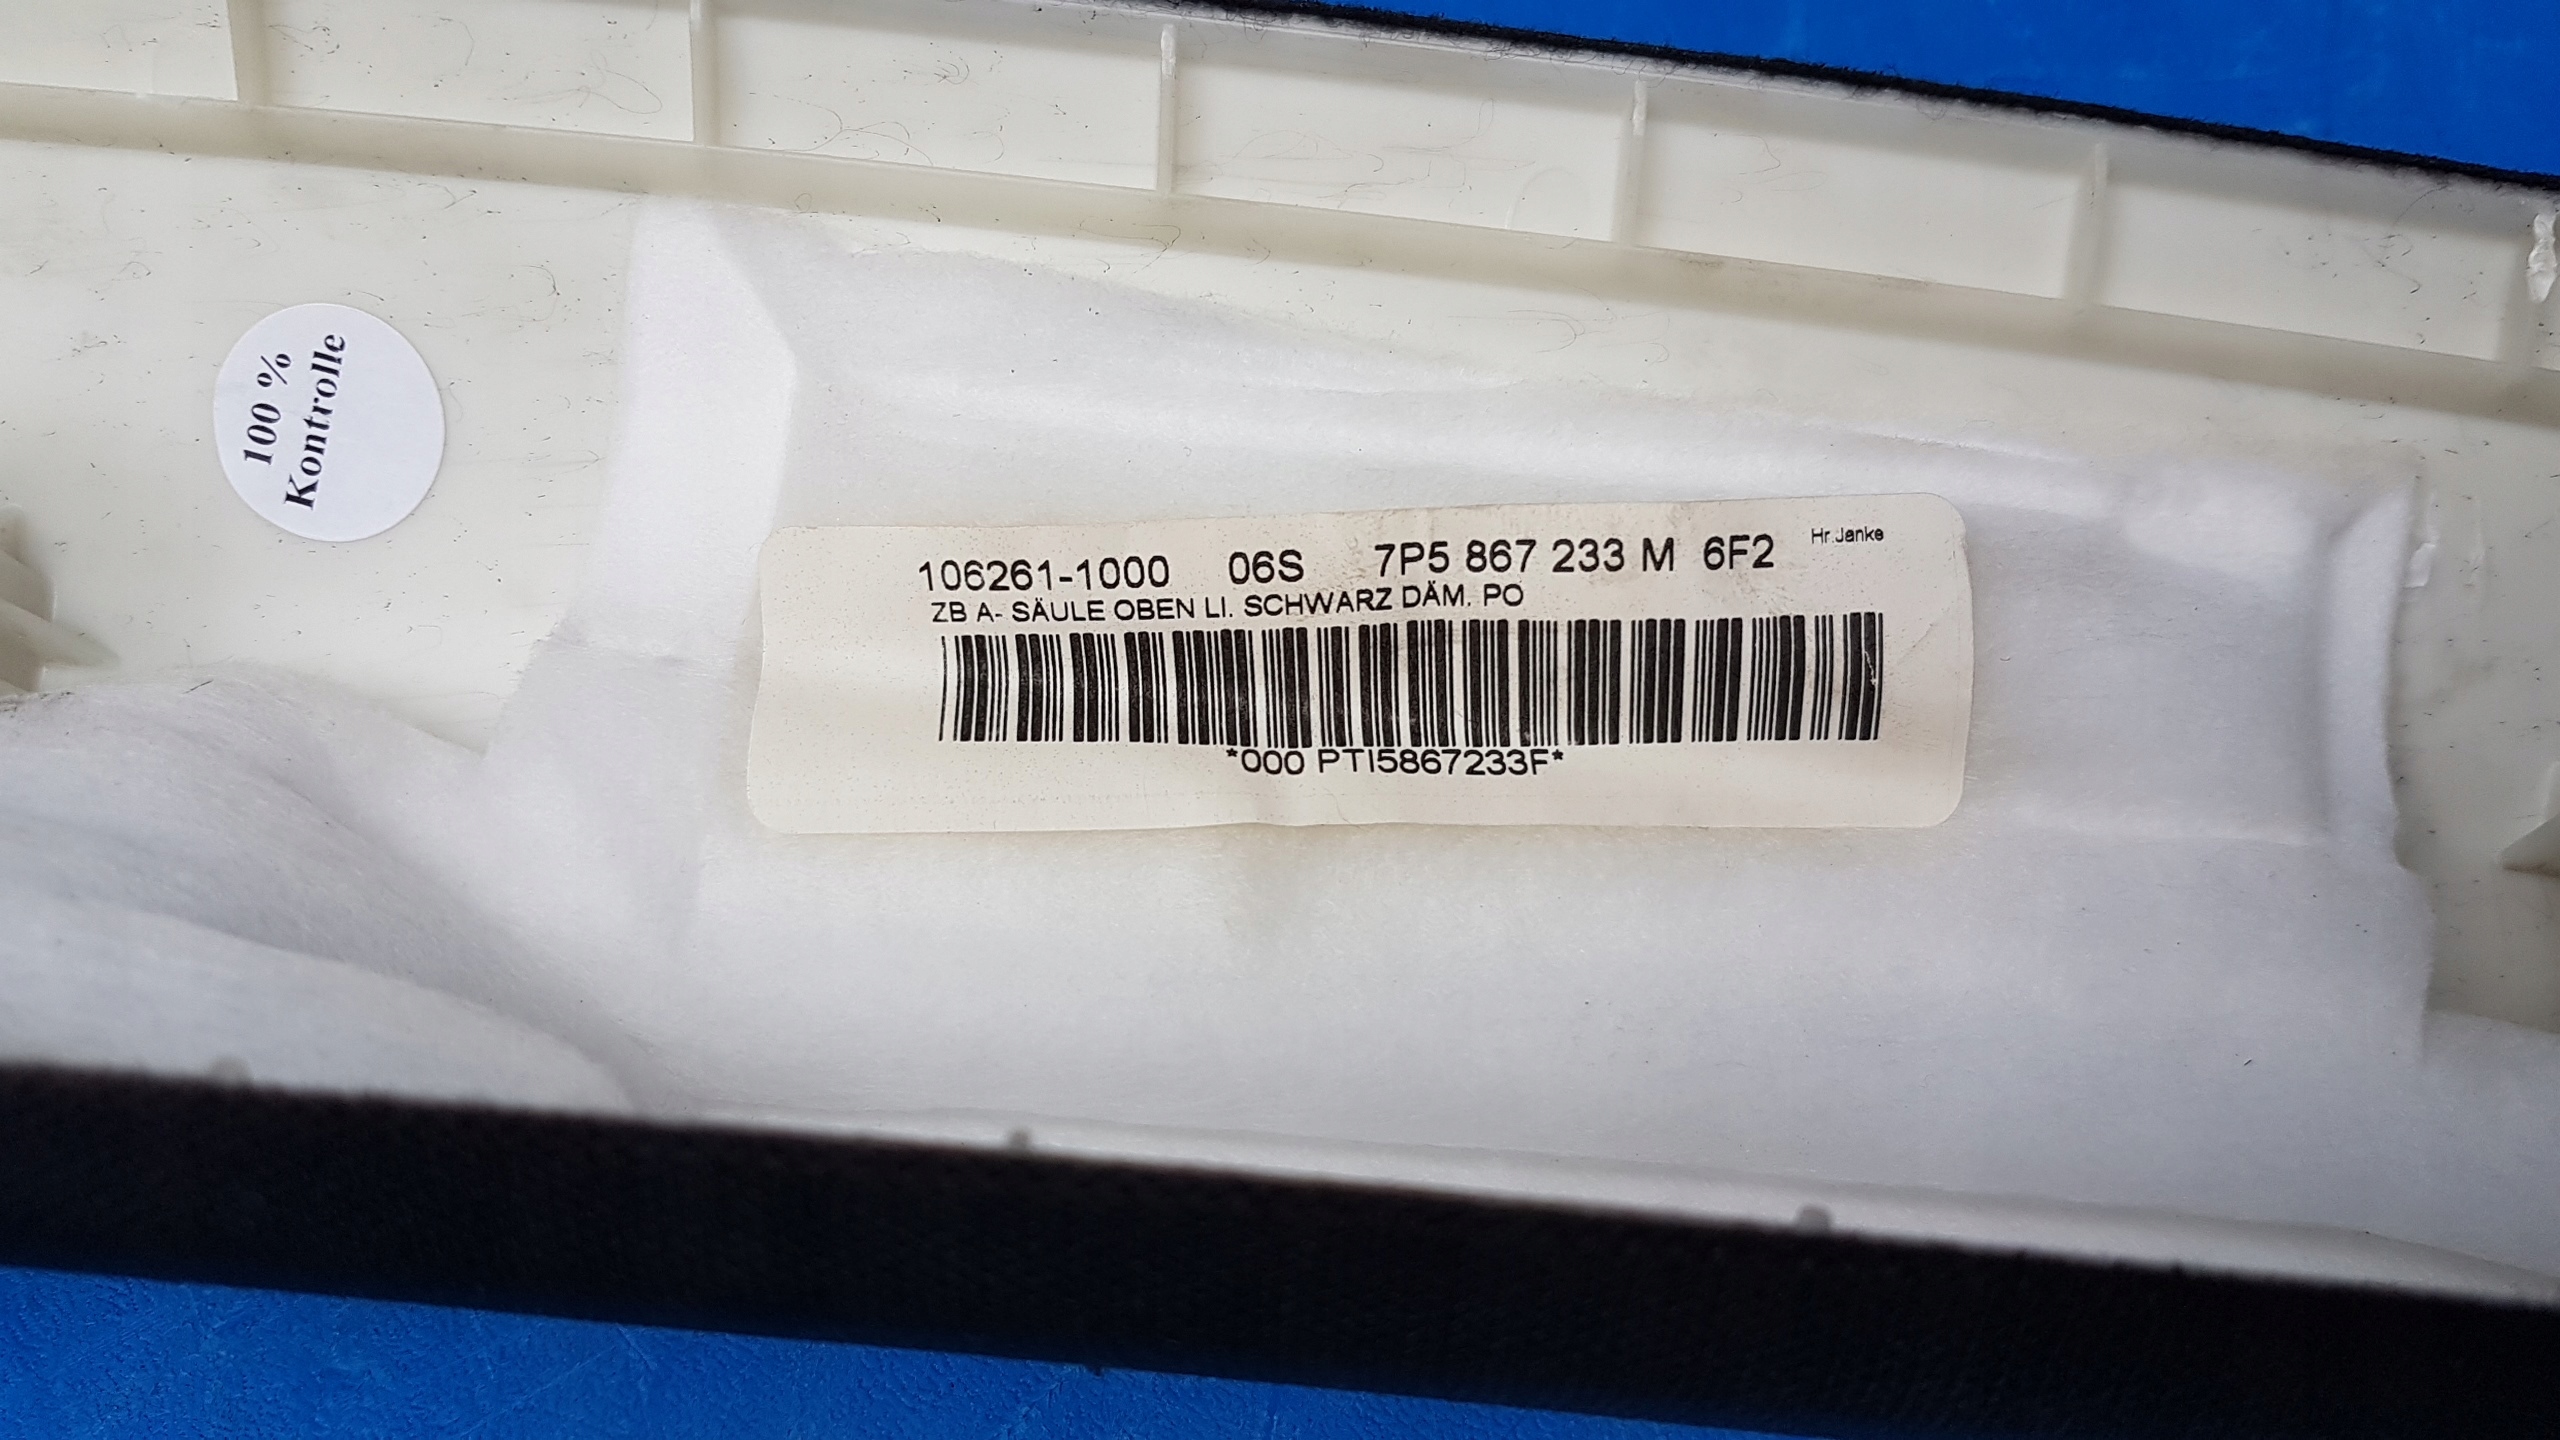 100 %
Kontrolle
Hr.Janke
106261-1000 06S 7P5 867 233 M 6F2
ZB A- SÄULE OBEN LI. SCHWARZ DÄM. PO
*000 PTI5867233F*